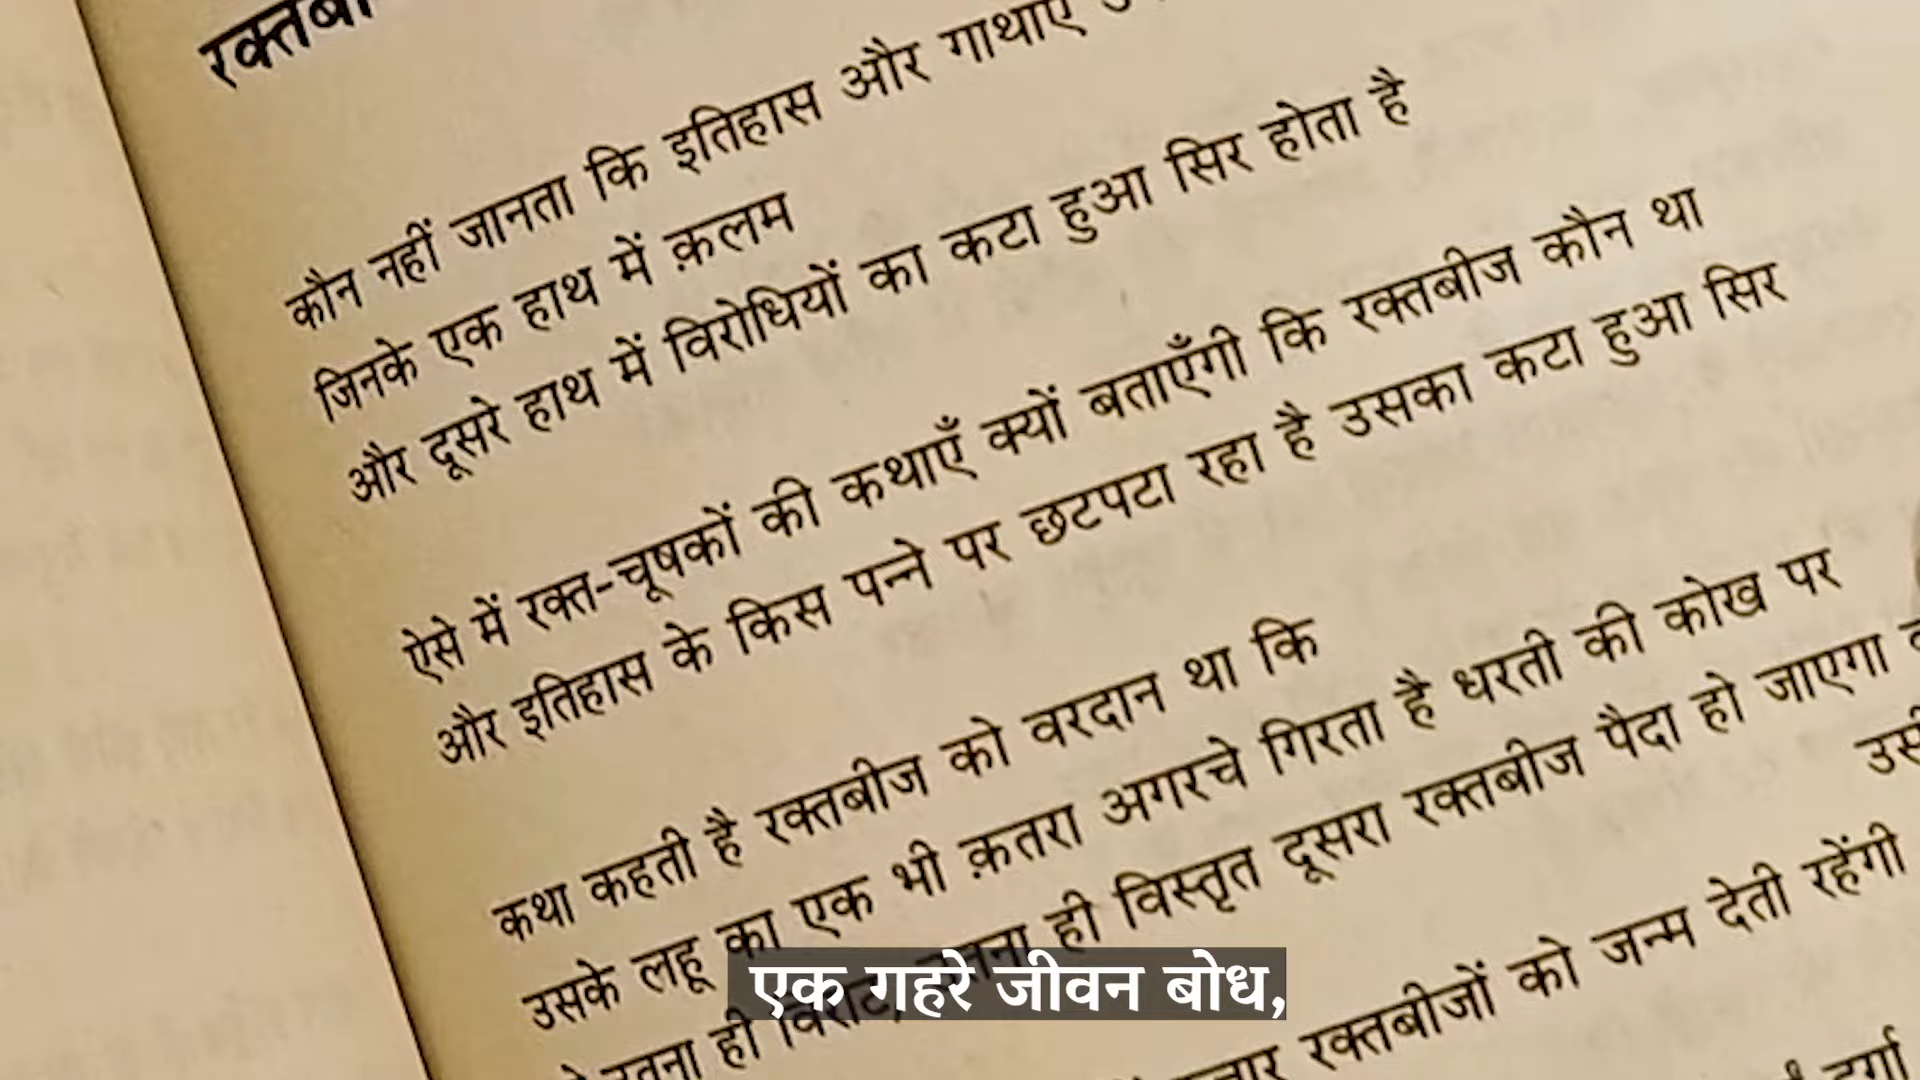 कौन नहीं जानता कि इतिहास और गाथाएँ
जिनके एक हाथ में क़लम
और दूसरे हाथ में विरोधियों का कटा हुआ सिर होता है
ऐसे में रक्त-चूषकों की कथाएँ क्यों बताएँगी कि रक्तबीज कौन था
और इतिहास के किस पन्ने पर छटपटा रहा है उसका कटा हुआ सिर
कथा कहती है रक्तबीज को वरदान था कि
उसके लहू का एक भी क़तरा अगरचे गिरता है धरती की कोख पर
ही विराट, उतना ही विस्तृत दूसरा रक्तबीज पैदा हो जाएगा
रक्तबीजों को जन्म देती रहेंगी
दुर्गा
एक गहरे जीवन बोध,